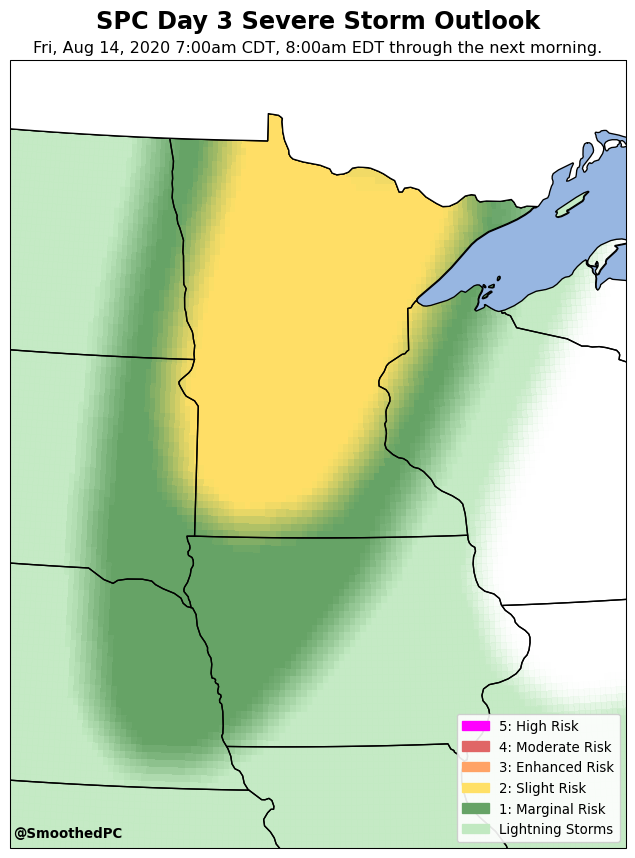 SPC Day 3 Severe Storm Outlook
Fri, Aug 14, 2020 7:00am CDT, 8:00am EDT through the next morning.
5: High Risk
4: Moderate Risk
3: Enhanced Risk
2: Slight Risk
1: Marginal Risk
Lightning Storms
@SmoothedPC